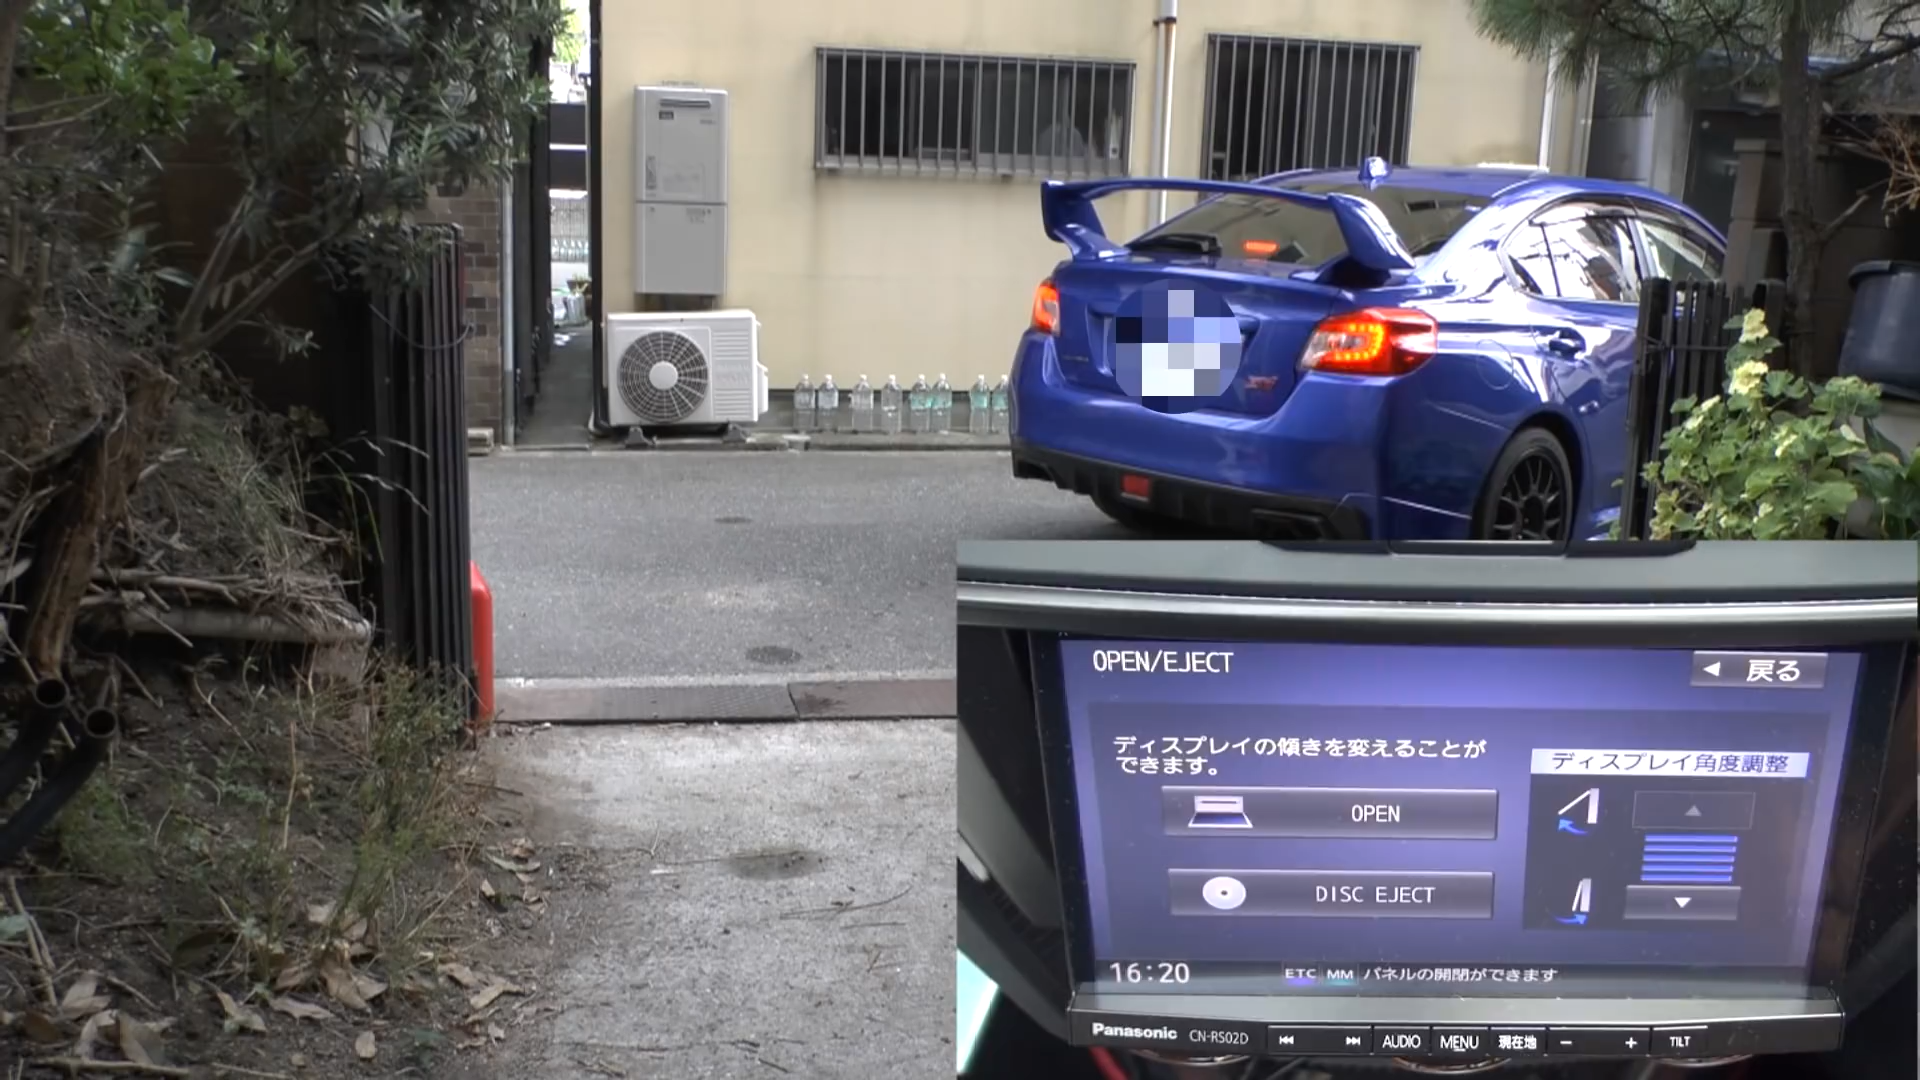 STI
OPEN/EJECT
◀ 戻る
ディスプレイの傾きを変えることが
できます。
ディスプレイ角度調整
OPEN
DISC EJECT
16:20
ETC MM パネルの開閉ができます
Panasonic CN-RS02D
AUDIO MENU 現在地 − + TILT